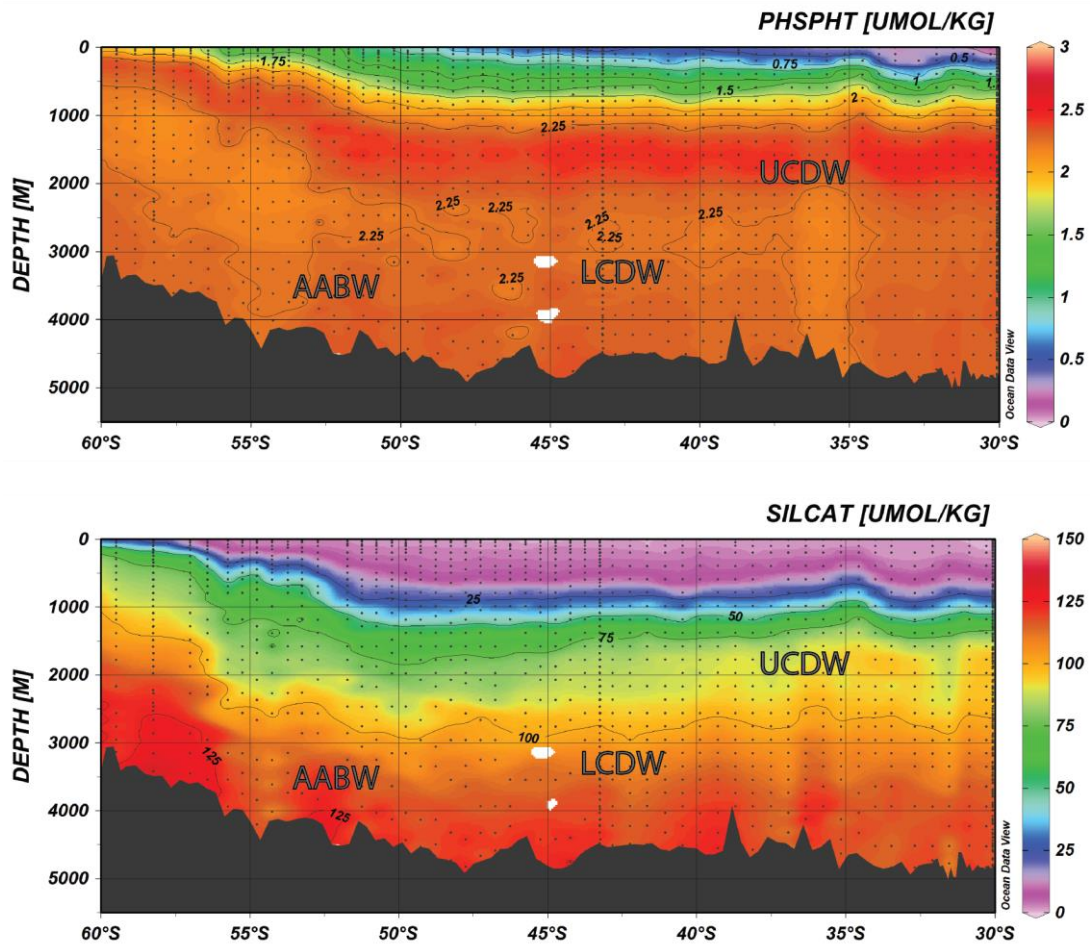 PHSPHT [UMOL/KG]
0
1000
2000
3000
4000
5000
DEPTH [M]
1.75
0.75
0.5
1
1.
1.5
2
2.25
UCDW
2.25
2.25
2.25
2.25
2.25
2.25
2.25
AABW
LCDW
60°S
55°S
50°S
45°S
40°S
35°S
30°S
3
2.5
2
1.5
1
0.5
0
Ocean Data View
SILCAT [UMOL/KG]
0
1000
2000
3000
4000
5000
DEPTH [M]
25
50
75
UCDW
100
125
AABW
LCDW
125
60°S
55°S
50°S
45°S
40°S
35°S
30°S
150
125
100
75
50
25
0
Ocean Data View